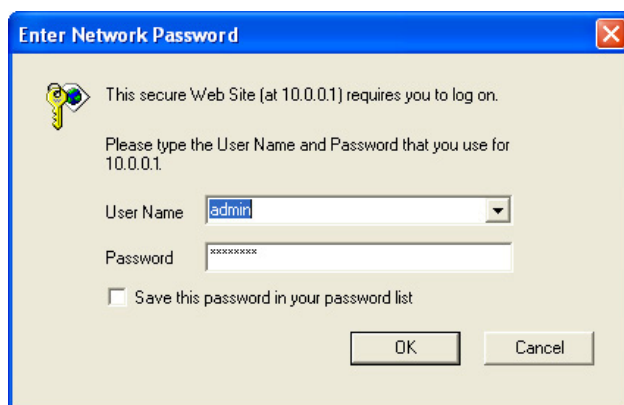 Enter Network Password
This secure Web Site (at 10.0.0.1) requires you to log on.
Please type the User Name and Password that you use for
10.0.0.1.
User Name admin
Password ********
Save this password in your password list
OK Cancel